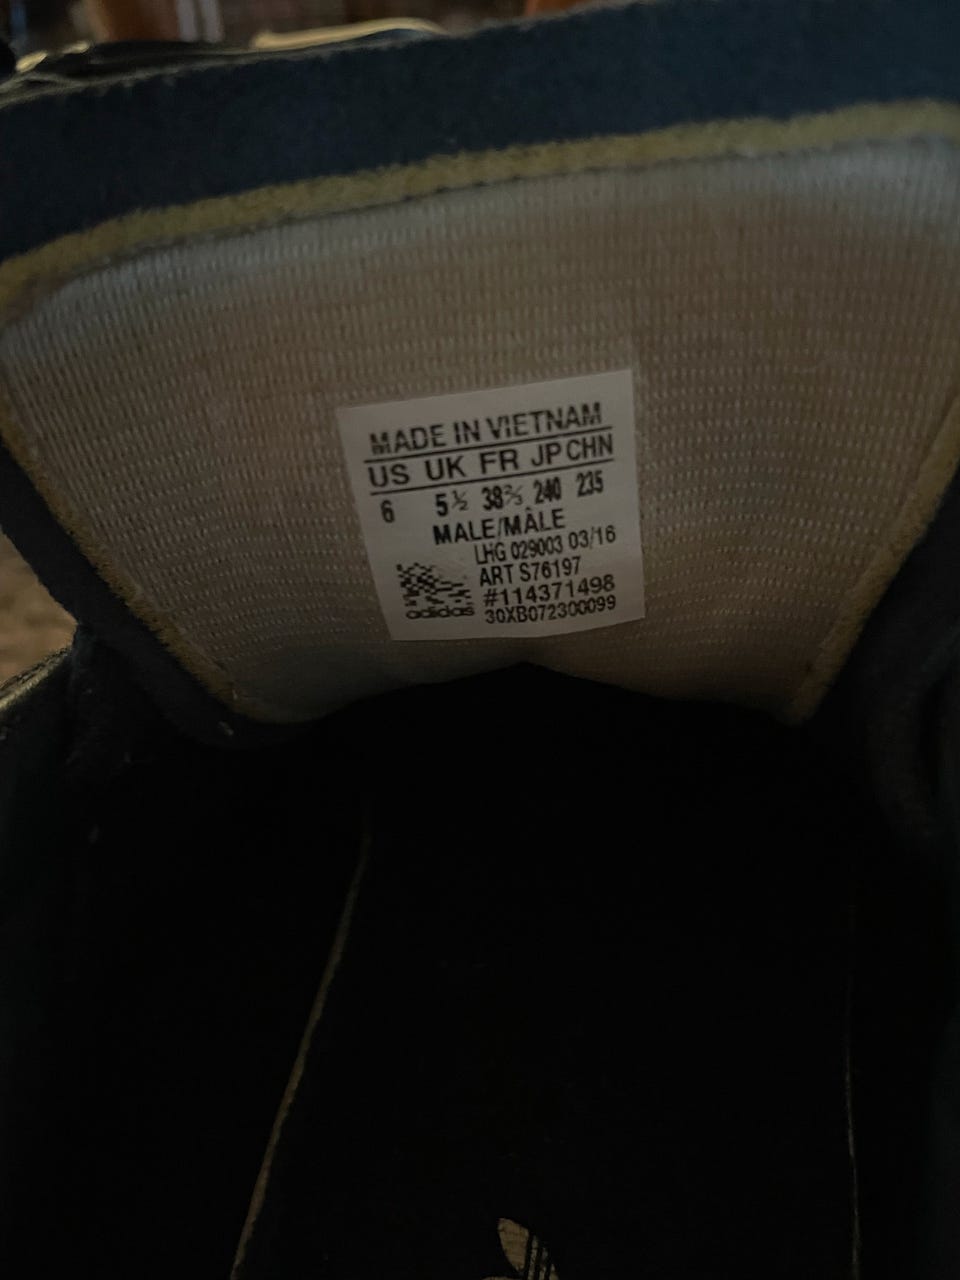 MADE IN VIETNAM
US UK FR JP CHN
6 5½ 38⅔ 240 235
MALE/MÂLE
LHG 029003 03/16
ART S76197
#114371498
adidas 30XB072300099